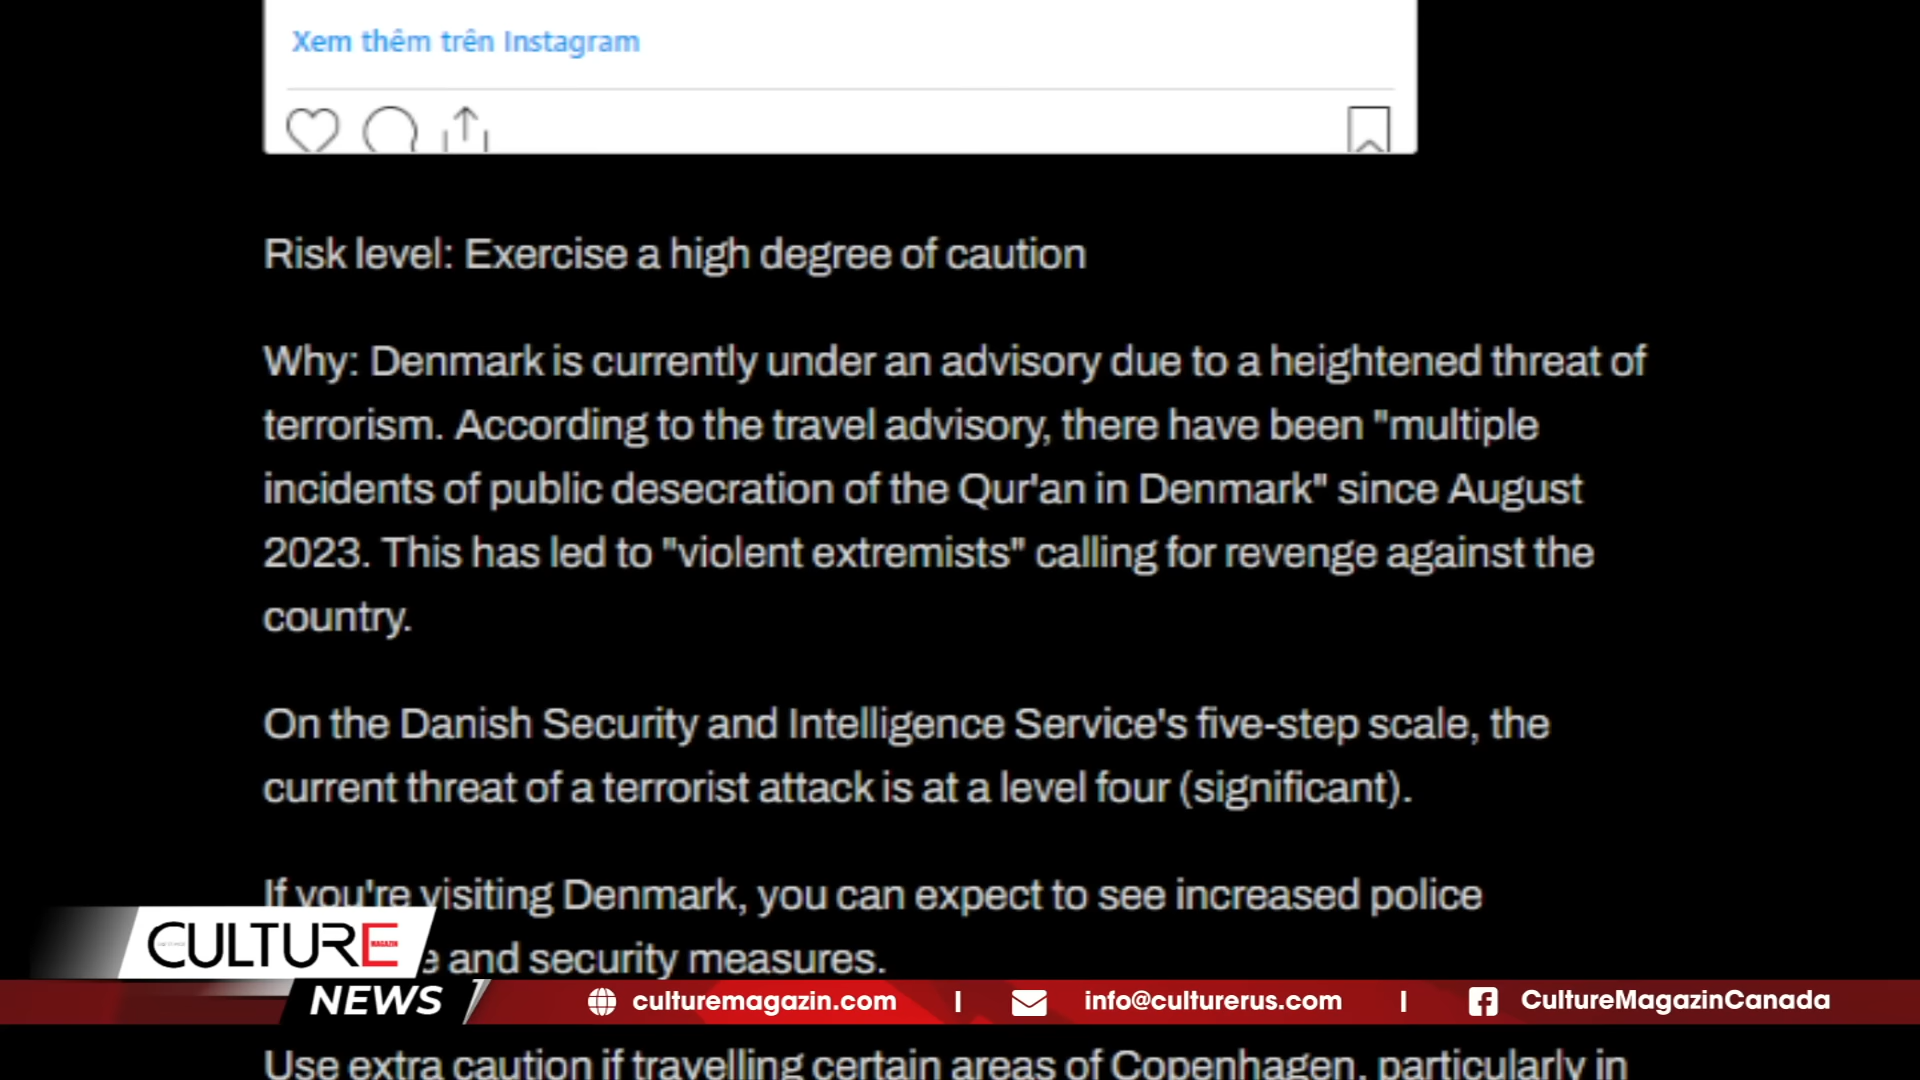 Xem thêm trên Instagram
Risk level: Exercise a high degree of caution
Why: Denmark is currently under an advisory due to a heightened threat of
terrorism. According to the travel advisory, there have been "multiple
incidents of public desecration of the Qur'an in Denmark" since August
2023. This has led to "violent extremists" calling for revenge against the
country.
On the Danish Security and Intelligence Service's five-step scale, the
current threat of a terrorist attack is at a level four (significant).
If you're visiting Denmark, you can expect to see increased police
and security measures.
CULTURE MAGAZIN
NEWS
culturemagazin.com | info@culturerus.com | CultureMagazinCanada
Use extra caution if travelling certain areas of Copenhagen, particularly in